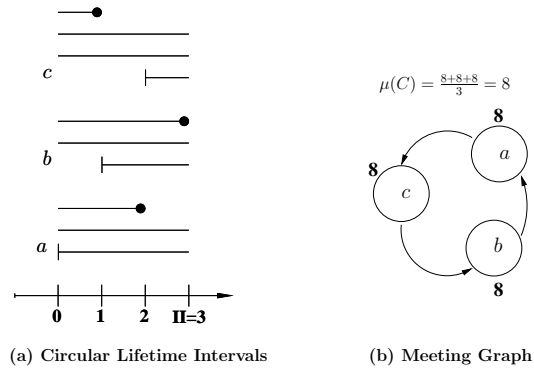 c
b
a
0 1 2 II=3
(a) Circular Lifetime Intervals
μ(C) = 8+8+8/3 = 8
8
a
8
c
b
8
(b) Meeting Graph